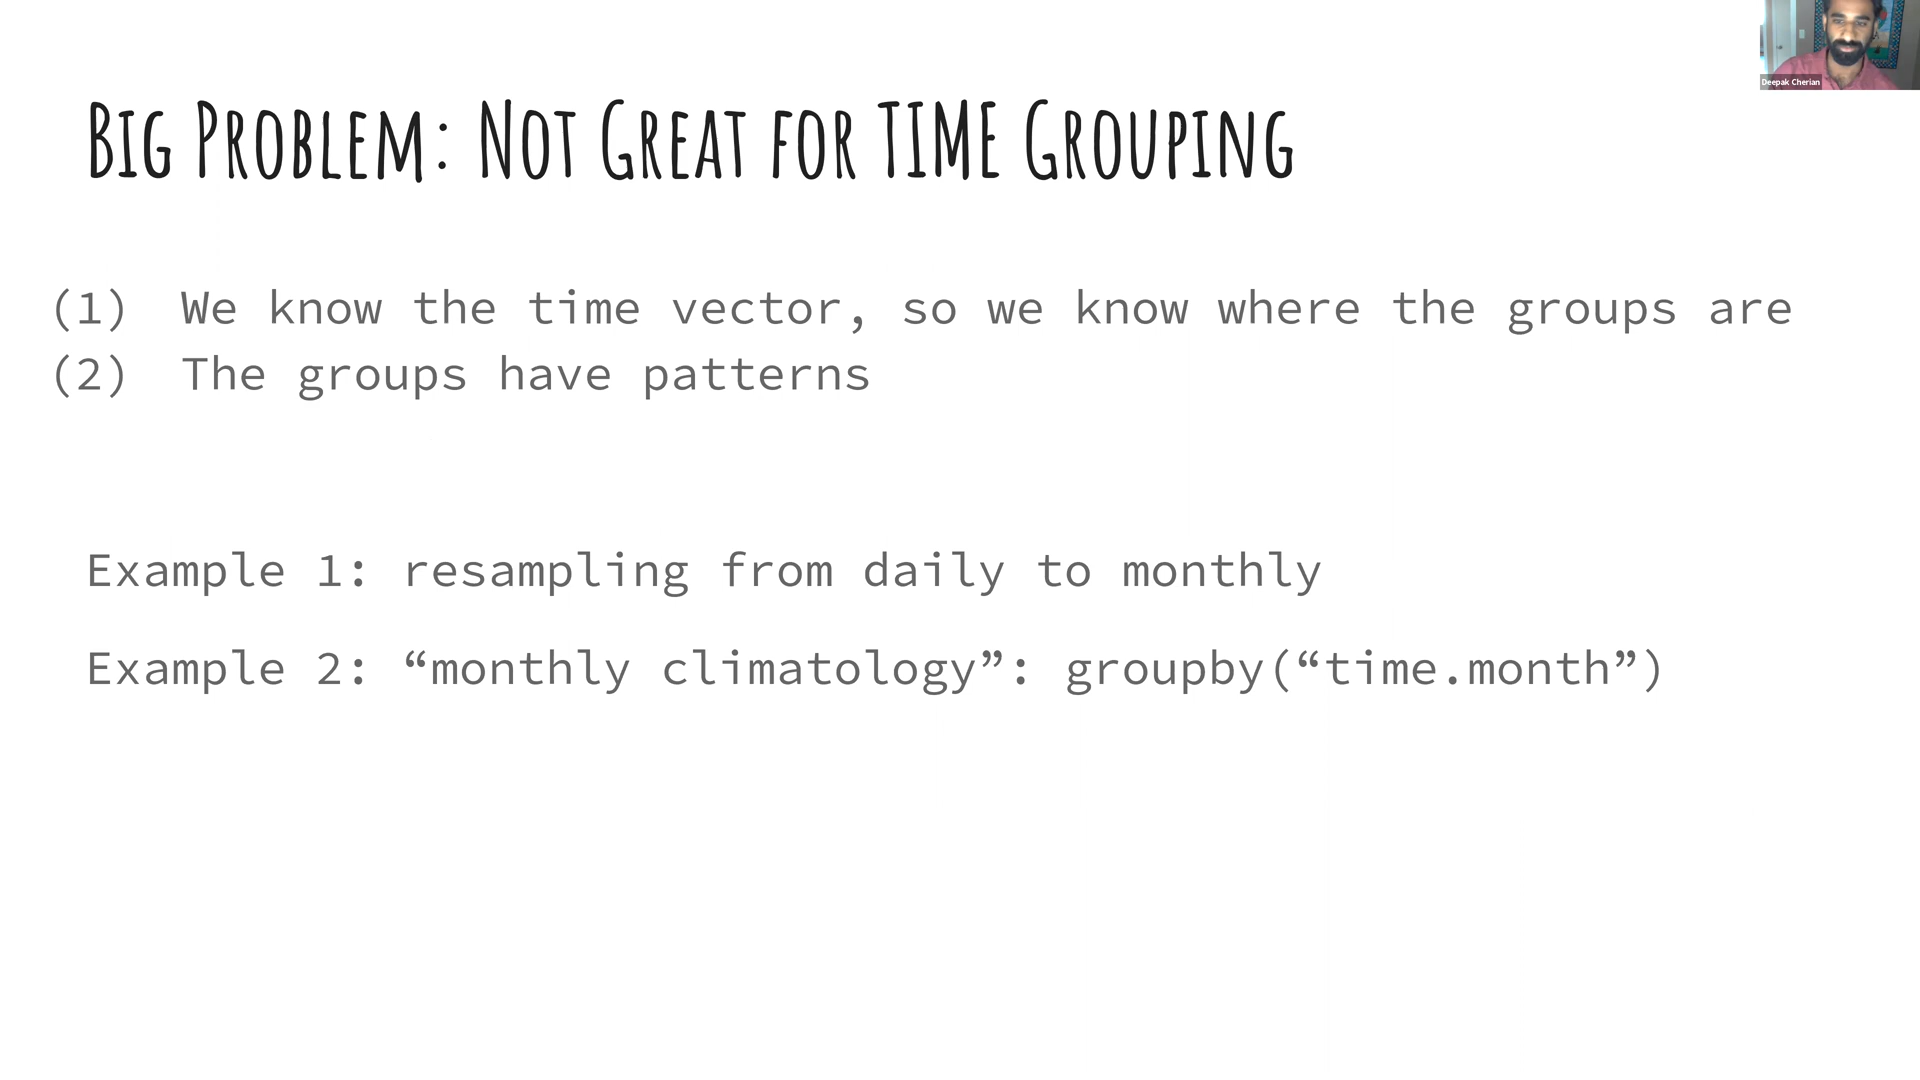 Deepak Cherian
Big Problem: Not Great for TIME Grouping
(1) We know the time vector, so we know where the groups are
(2) The groups have patterns
Example 1: resampling from daily to monthly
Example 2: “monthly climatology”: groupby(“time.month”)